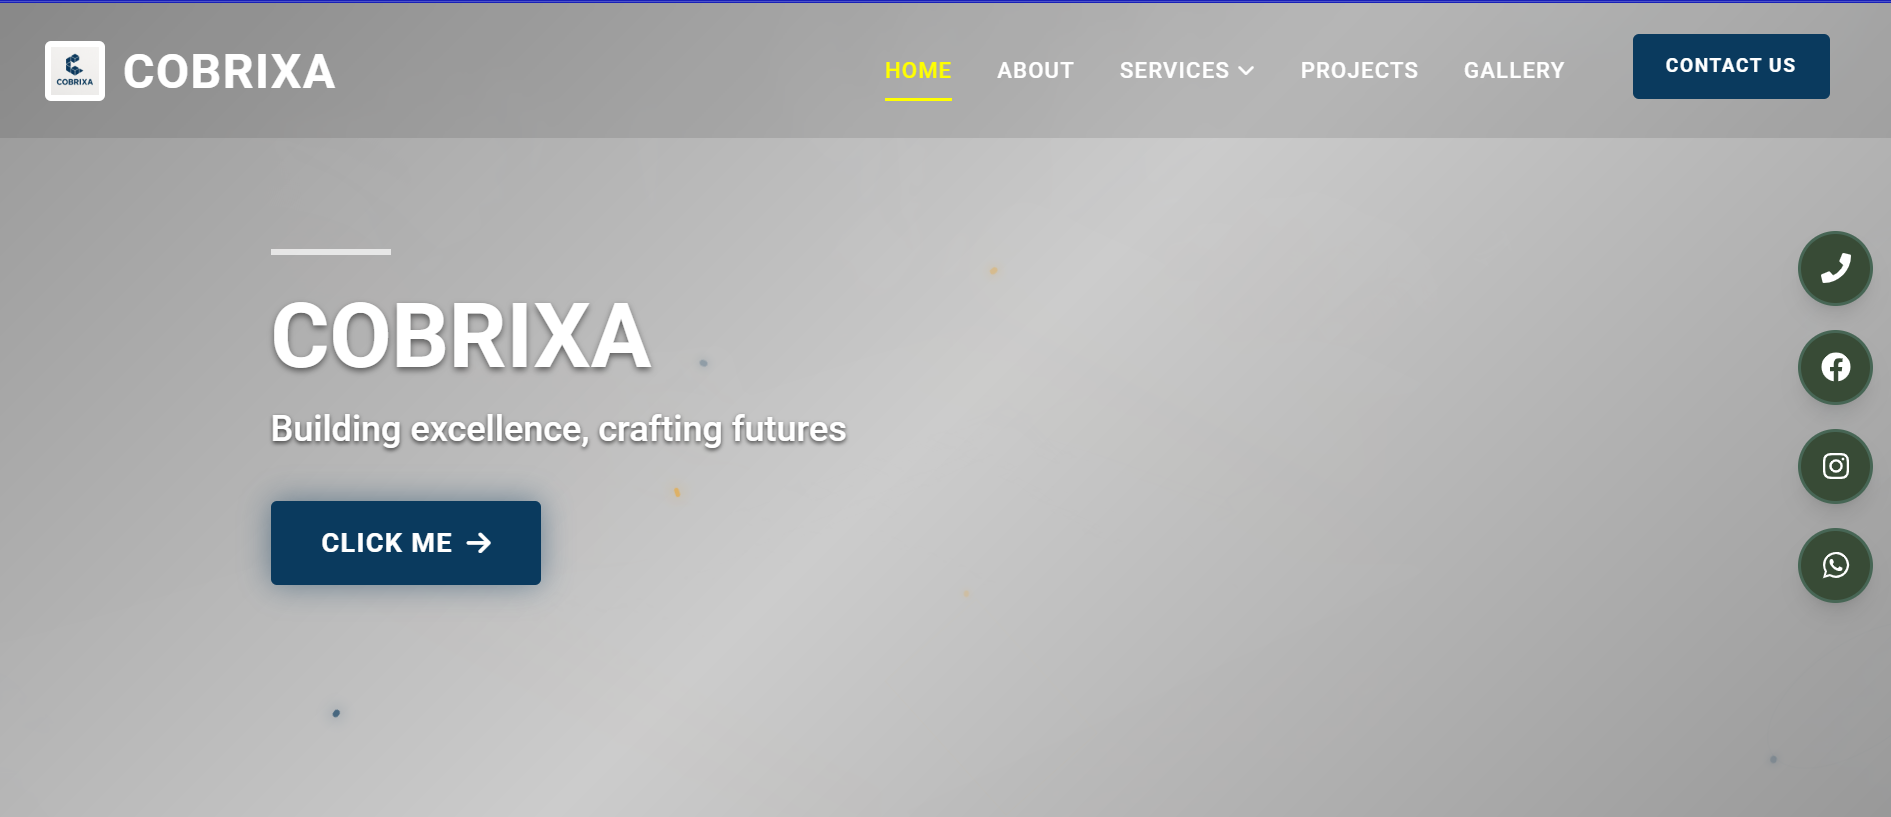 COBRIXA
COBRIXA
HOME
ABOUT
SERVICES
PROJECTS
GALLERY
CONTACT US
COBRIXA
Building excellence, crafting futures
CLICK ME